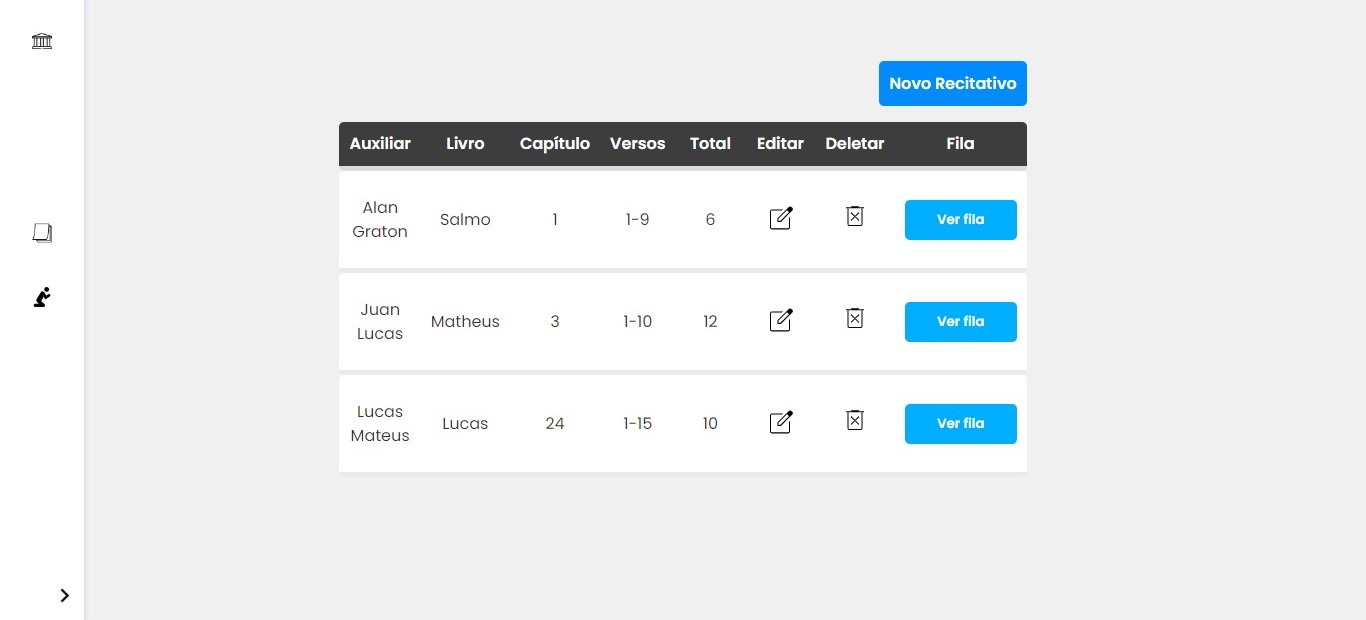 Novo Recitativo
Auxiliar Livro Capítulo Versos Total Editar Deletar Fila
Alan
Graton
Salmo 1 1-9 6 Ver fila
Juan
Lucas
Matheus 3 1-10 12 Ver fila
Lucas
Mateus
Lucas 24 1-15 10 Ver fila